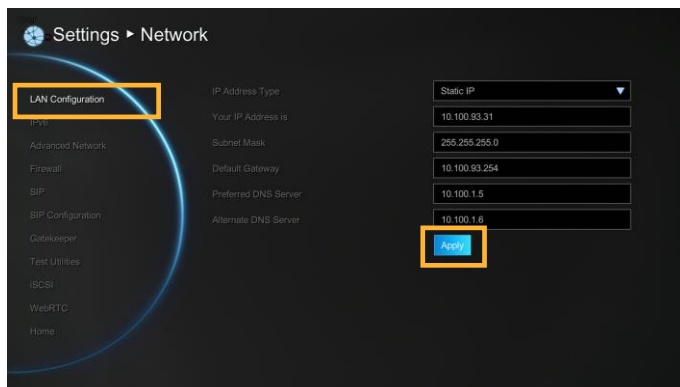 Settings ▸ Network
LAN Configuration
IPv6
Advanced Network
Firewall
SIP
SIP Configuration
Gatekeeper
Test Utilities
iSCSI
WebRTC
Home
IP Address Type Static IP
Your IP Address is 10.100.93.31
Subnet Mask 255.255.255.0
Default Gateway 10.100.93.254
Preferred DNS Server 10.100.1.5
Alternate DNS Server 10.100.1.6
Apply